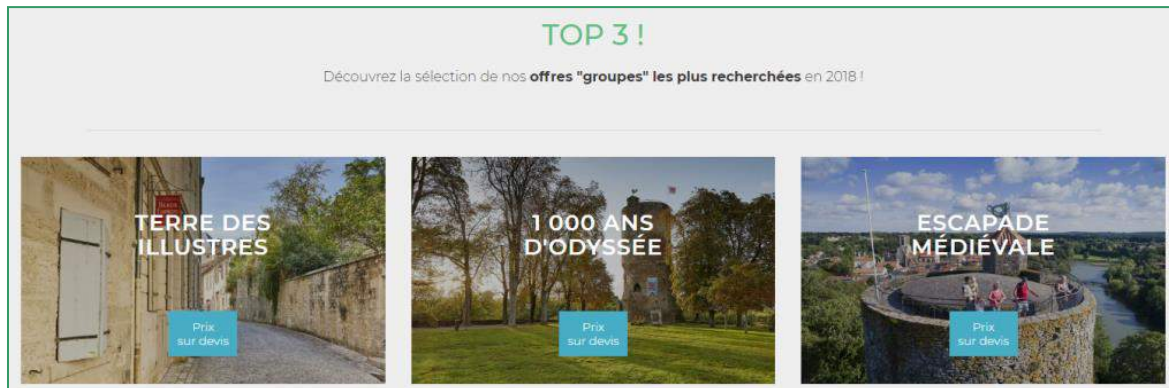 TOP 3 !
Découvrez la sélection de nos offres "groupes" les plus recherchées en 2018 !
TERRE DES
ILLUSTRES
Prix
sur devis
1 000 ANS
D'ODYSSÉE
Prix
sur devis
ESCAPADE
MÉDIÉVALE
Prix
sur devis